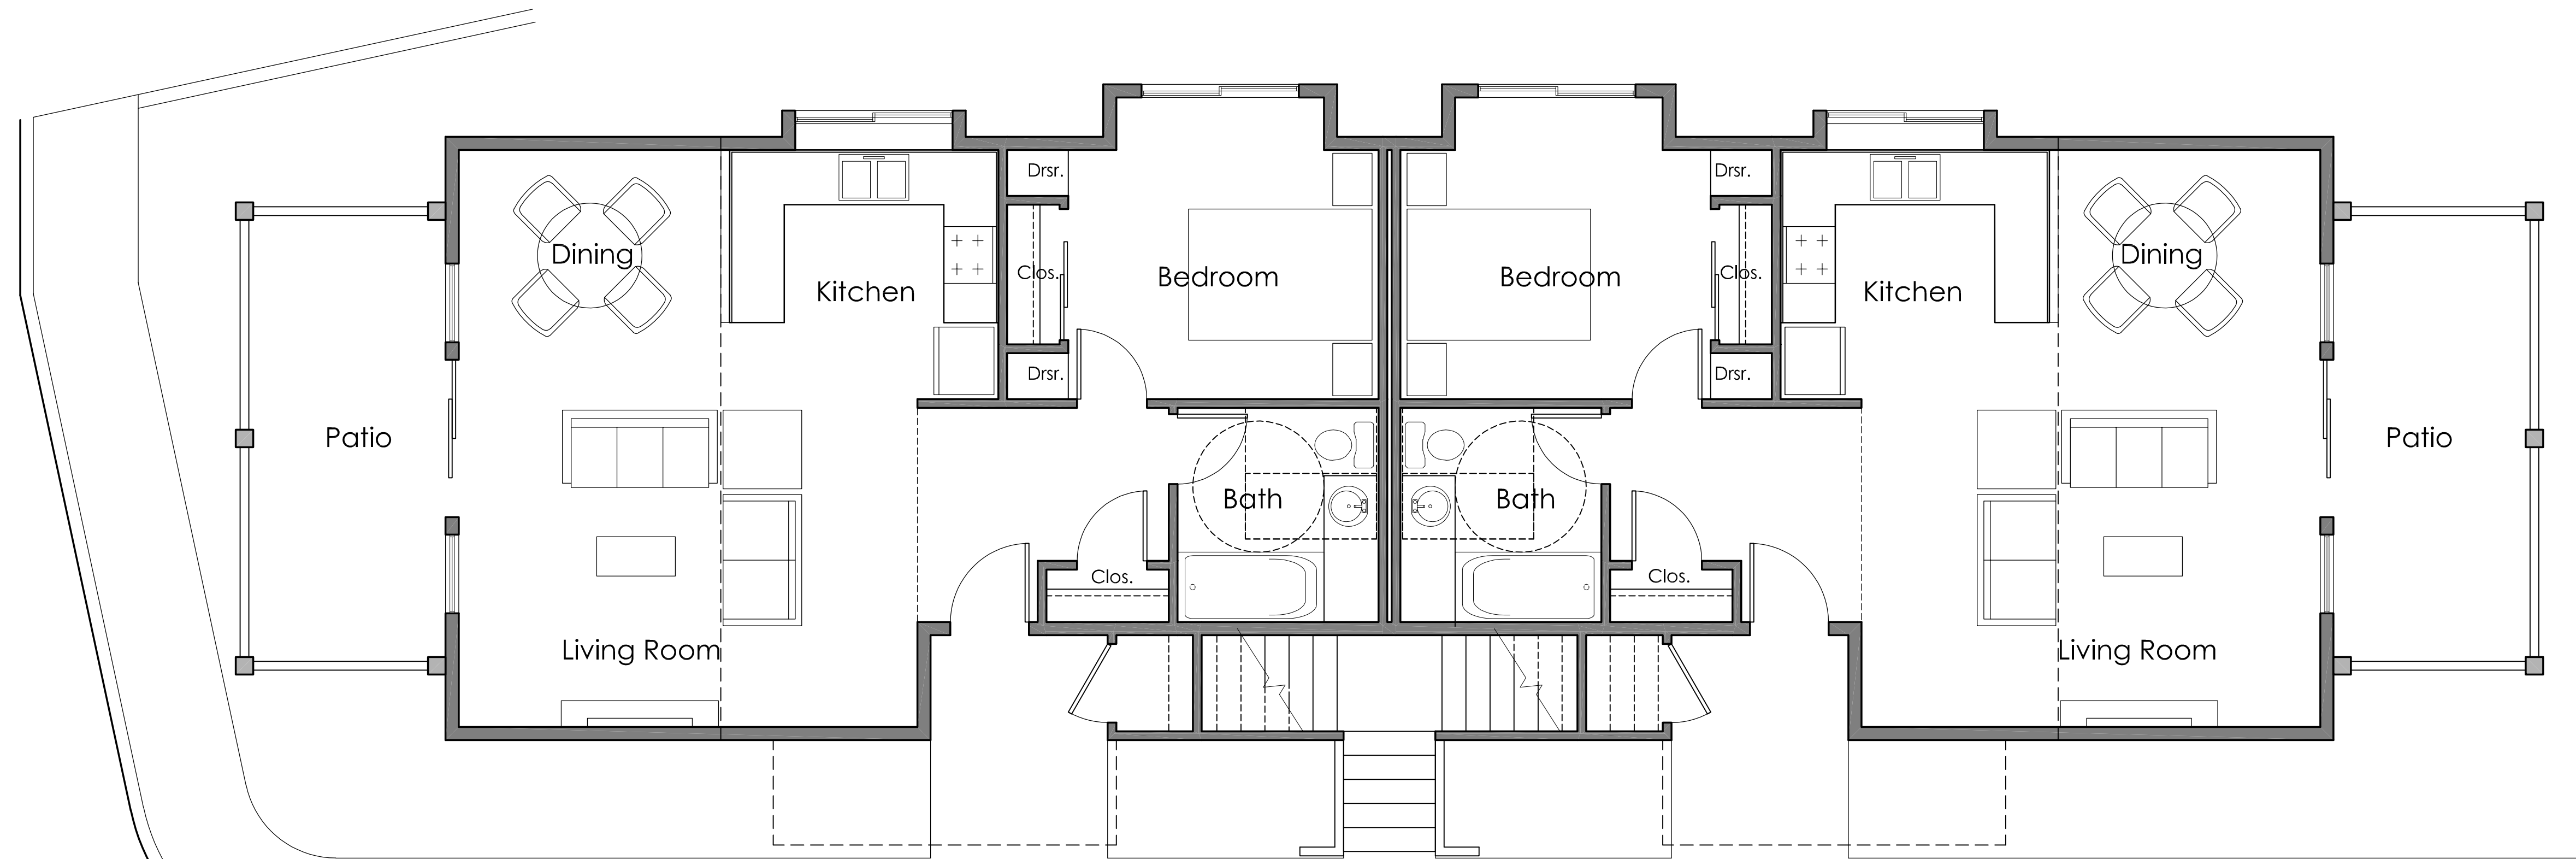 Drsr.
Drsr.
Dining
Dining
Clos.
Bedroom
Bedroom
Clos.
Kitchen
Kitchen
Drsr.
Drsr.
Patio
Patio
Bath
Bath
Clos.
Clos.
Living Room
Living Room